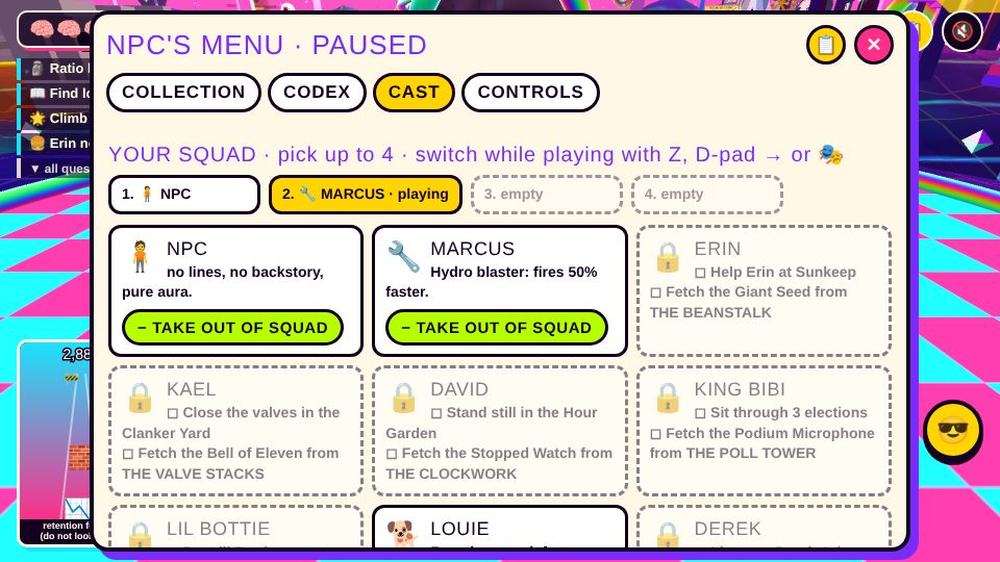 NPC'S MENU · PAUSED
COLLECTION
CODEX
CAST
CONTROLS
Ratio
Find
Climb
Erin
▼ all ques
YOUR SQUAD · pick up to 4 · switch while playing with Z, D-pad → or
1. NPC
2. MARCUS · playing
3. empty
4. empty
NPC
no lines, no backstory,
pure aura.
– TAKE OUT OF SQUAD
MARCUS
Hydro blaster: fires 50%
faster.
– TAKE OUT OF SQUAD
ERIN
☐ Help Erin at Sunkeep
☐ Fetch the Giant Seed from
THE BEANSTALK
KAEL
☐ Close the valves in the
Clanker Yard
☐ Fetch the Bell of Eleven from
THE VALVE STACKS
DAVID
☐ Stand still in the Hour
Garden
☐ Fetch the Stopped Watch from
THE CLOCKWORK
KING BIBI
☐ Sit through 3 elections
☐ Fetch the Podium Microphone
from THE POLL TOWER
LIL BOTTIE
LOUIE
DEREK
2,88
retention
(do not